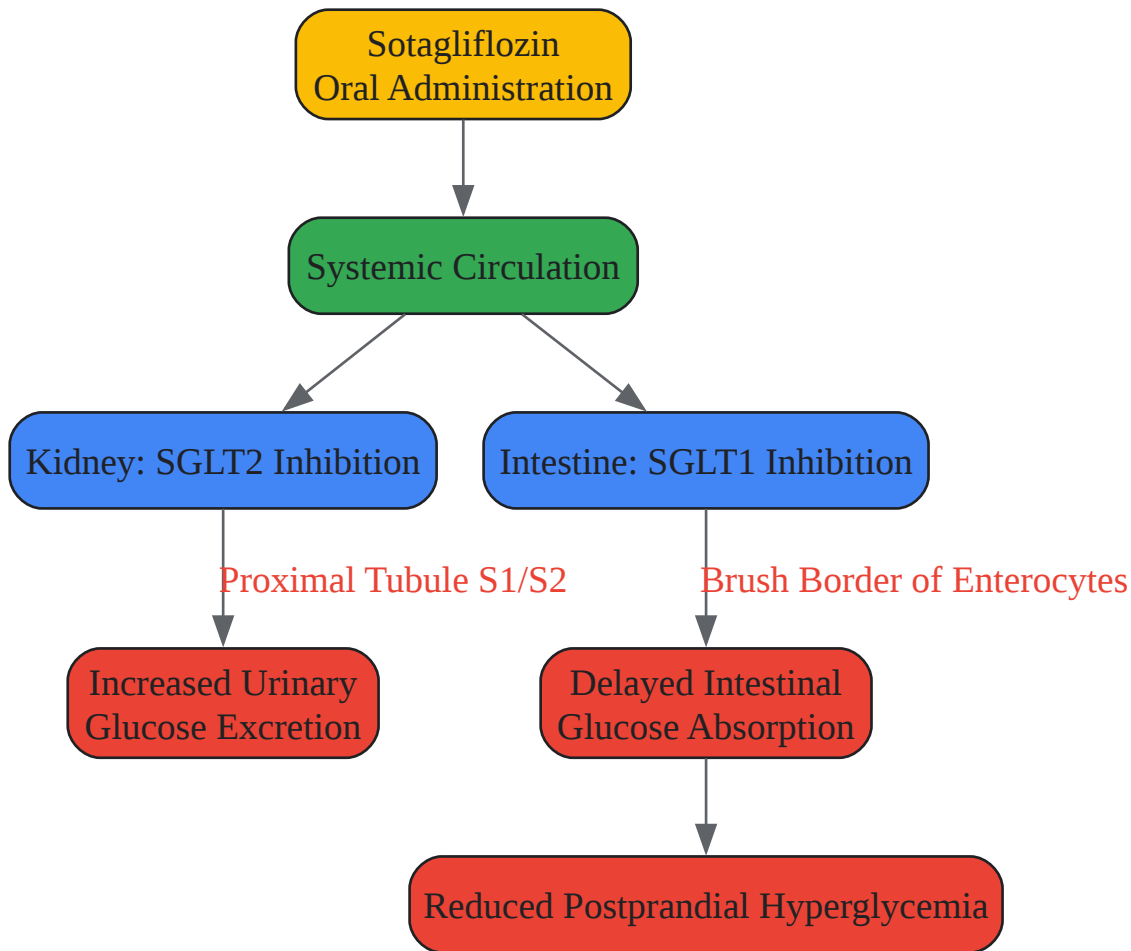 Sotagliflozin
Oral Administration
Systemic Circulation
Kidney: SGLT2 Inhibition
Intestine: SGLT1 Inhibition
Proximal Tubule S1/S2
Brush Border of Enterocytes
Increased Urinary
Glucose Excretion
Delayed Intestinal
Glucose Absorption
Reduced Postprandial Hyperglycemia